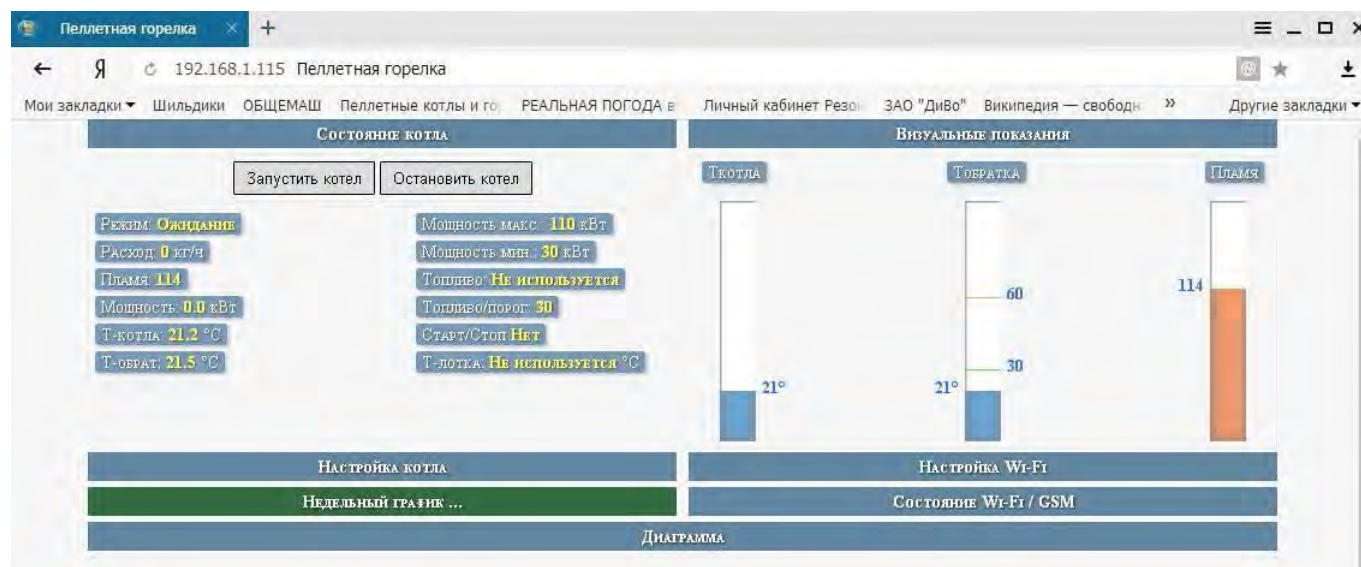 Пеллетная горелка
192.168.1.115 Пеллетная горелка
Мои закладки Шильдики ОБЩЕМАШ Пеллетные котлы и го РЕАЛЬНАЯ ПОГОДА в Личный кабинет Резо ЗАО "ДиВо" Википедия — свободн » Другие закладки
Состояние котла
Запустить котел Остановить котел
Режим: Ожидание
Расход: 0 кг/ч
Пламя: 114
Мощность: 0.0 кВт
Т-котла: 21.2 °C
Т-обрат: 21.5 °C
Мощность макс.: 110 кВт
Мощность мин.: 30 кВт
Топливо: Не используется
Топливо/порог: 30
Старт/Стоп Нет
Т-лотка: Не используется °C
Визуальные показания
Ткотла Тобратка Пламя
21°
60
30
21°
114
Настройка котла
Настройка Wi-Fi
Недельный график ...
Состояние Wi-Fi / GSM
Диаграмма